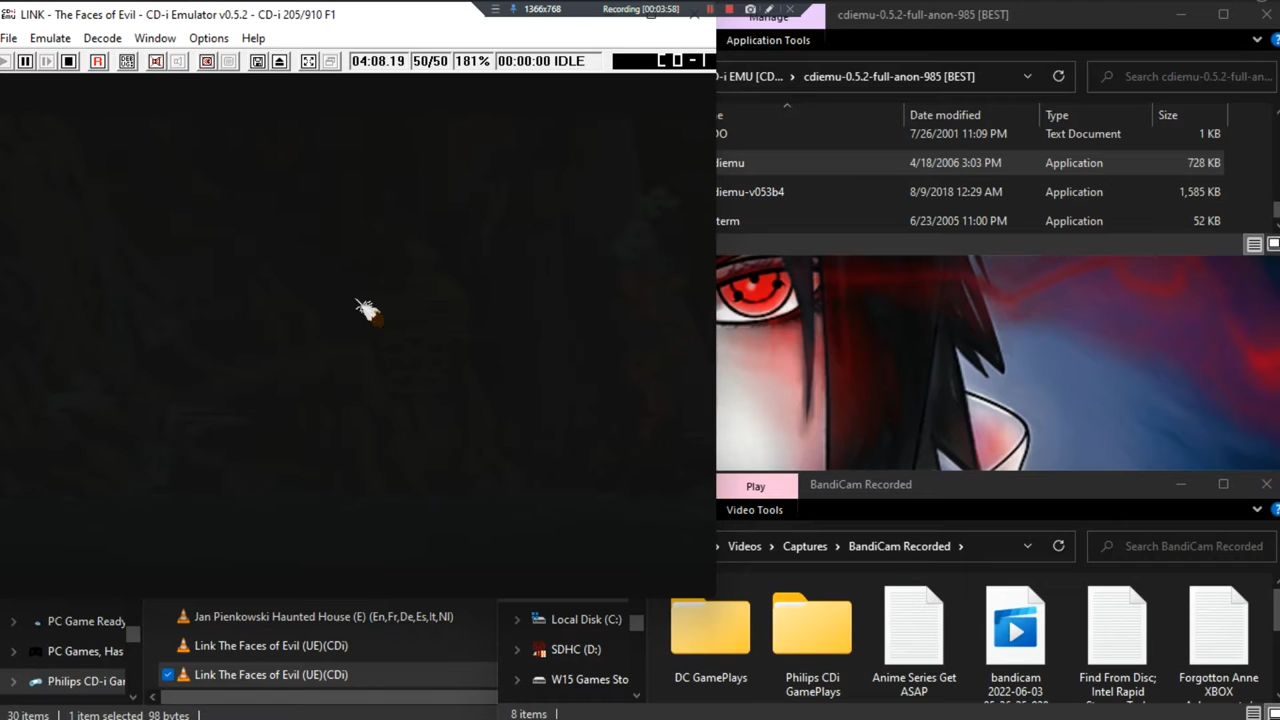 LINK - The Faces of Evil - CD-i Emulator v0.5.2 - CD-i 205/910 F1
1366x768
Recording [00:03:58]
File Emulate Decode Window Options Help
04:08.19 50/50 181% 00:00:00 IDLE
CD-I
Manage
cdiemu-0.5.2-full-anon-985 [BEST]
Application Tools
D-i EMU [CD... > cdiemu-0.5.2-full-anon-985 [BEST]
Search cdiemu-0.5.2-full-an...
me Date modified Type Size
DO 7/26/2001 11:09 PM Text Document 1 KB
diemu 4/18/2006 3:03 PM Application 728 KB
diemu-v053b4 8/9/2018 12:29 AM Application 1,585 KB
term 6/23/2005 11:00 PM Application 52 KB
Play
BandiCam Recorded
Video Tools
Videos > Captures > BandiCam Recorded >
Search BandiCam Recorded
PC Game Ready
PC Games, Has
Philips CD-i Gar
Jan Pienkowski Haunted House (E) (En,Fr,De,Es,It,Nl)
Link The Faces of Evil (UE)(CDi)
Link The Faces of Evil (UE)(CDi)
Local Disk (C:)
SDHC (D:)
W15 Games Sto
DC GamePlays
Philips CDi GamePlays
Anime Series Get ASAP
bandicam 2022-06-03
Find From Disc; Intel Rapid
Forgotton Anne XBOX
30 items 1 item selected 98 bytes
8 items